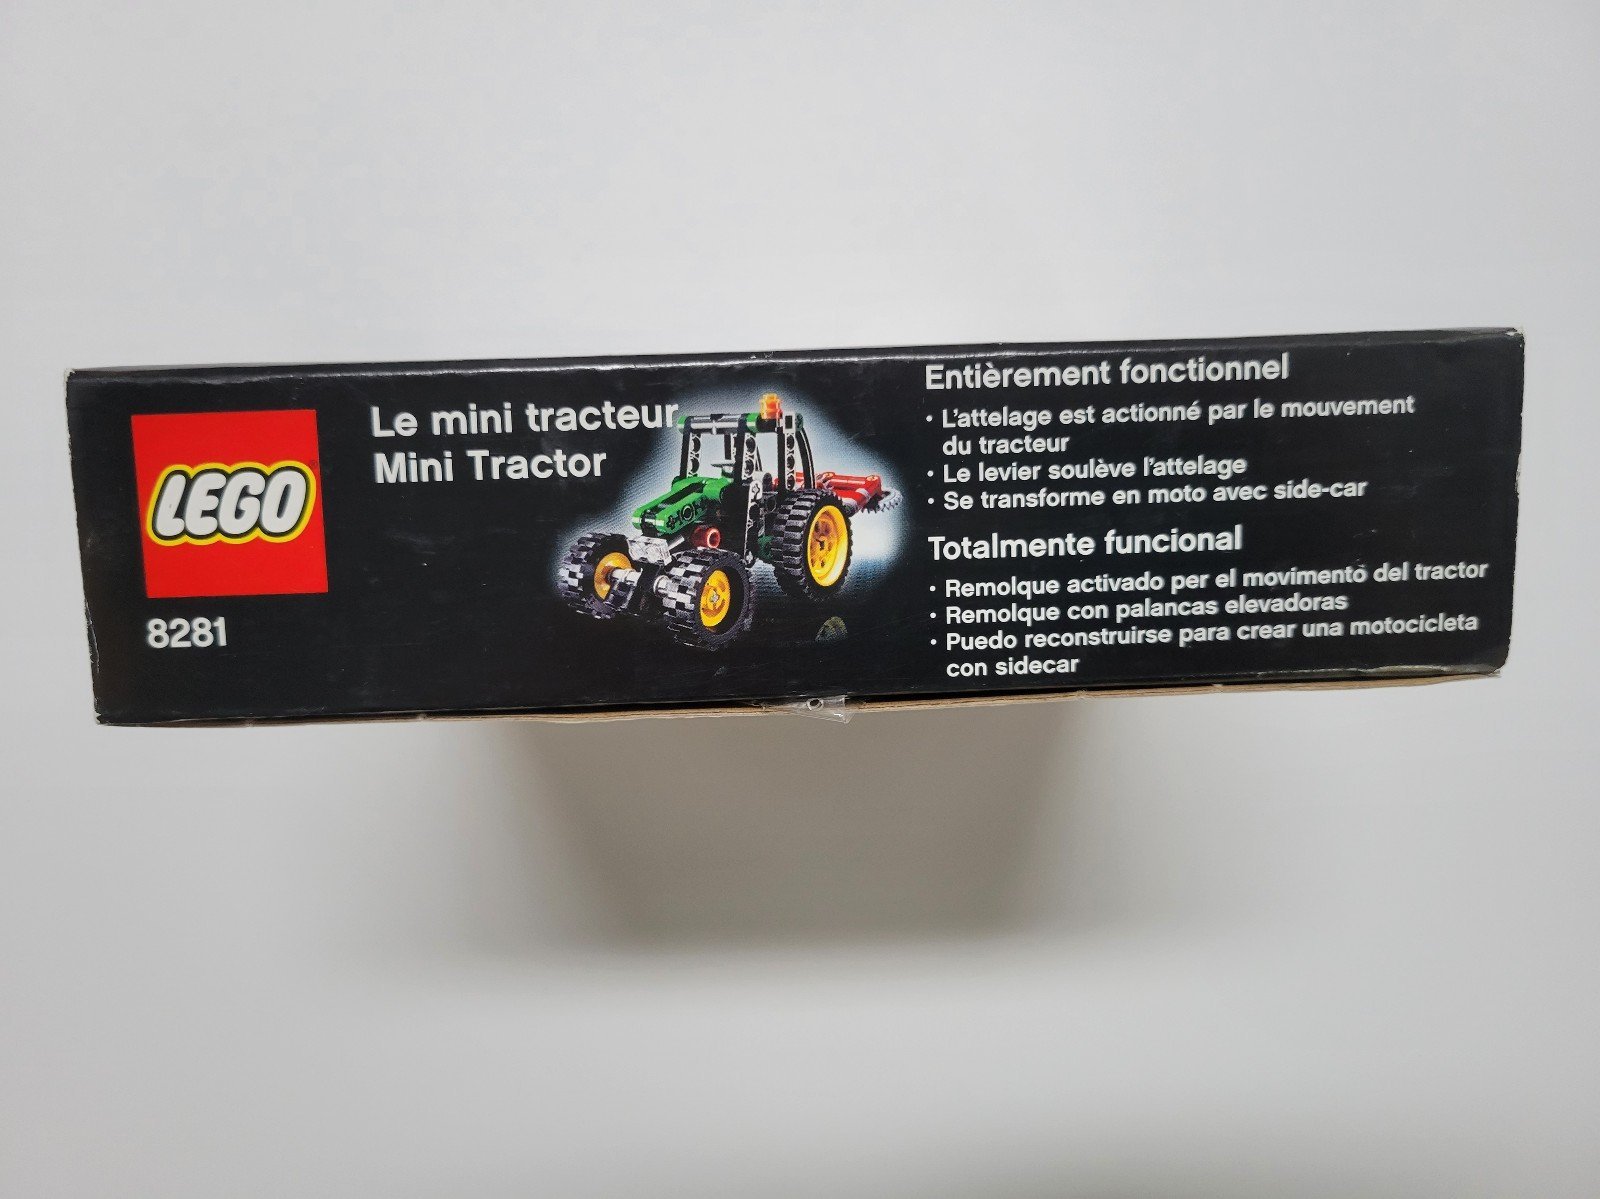 LEGO
8281
Le mini tracteur
Mini Tractor
Entièrement fonctionnel
• L'attelage est actionné par le mouvement
du tracteur
• Le levier soulève l'attelage
• Se transforme en moto avec side-car
Totalmente funcional
• Remolque activado per el movimento del tractor
• Remolque con palancas elevadoras
• Puedo reconstruirse para crear una motocicleta
con sidecar